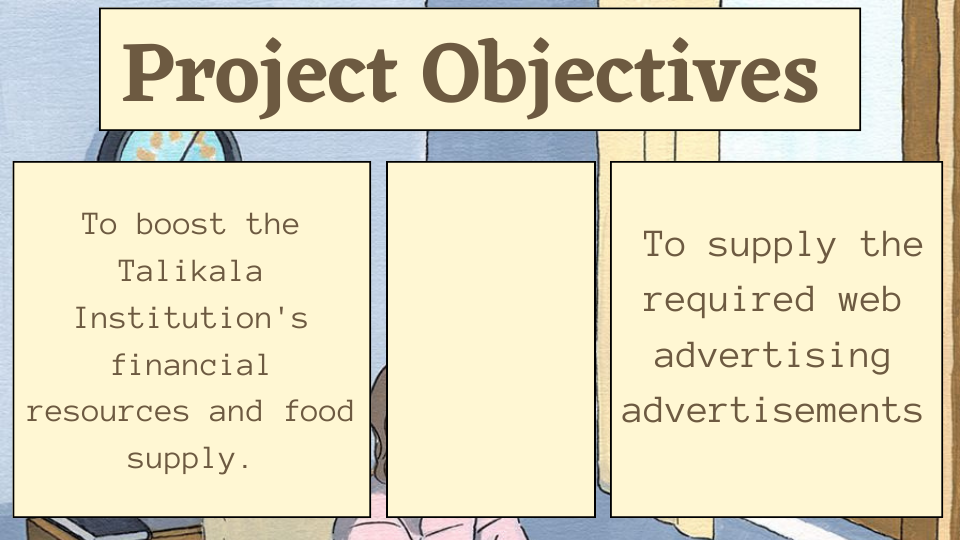 Project Objectives
To boost the
Talikala
Institution's
financial
resources and food
supply.
To supply the
required web
advertising
advertisements